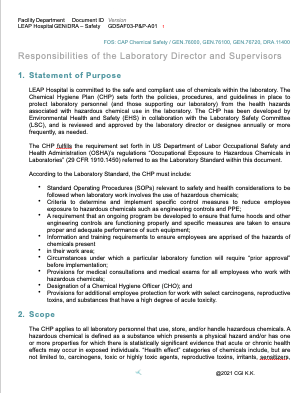 Facility Department Document ID Version
LEAP Hospital GEN/DRA – Safety GDSAF03-P&P-A01 1
FOS: CAP Chemical Safety / GEN.76000, GEN.76100, GEN.76720, DRA 11400
Responsibilities of the Laboratory Director and Supervisors
1. Statement of Purpose
LEAP Hospital is committed to the safe and compliant use of chemicals within the laboratory. The
Chemical Hygiene Plan (CHP) sets forth the policies, procedures, and guidelines in place to
protect laboratory personnel (and those supporting our laboratory) from the health hazards
associated with hazardous chemical use in the laboratory. The CHP has been developed by
Environmental Health and Safety (EHS) in collaboration with the Laboratory Safety Committee
(LSC), and is reviewed and approved by the laboratory director or designee annually or more
frequently, as needed.
The CHP fulfils the requirement set forth in US Department of Labor Occupational Safety and
Health Administration (OSHA)'s regulations "Occupational Exposure to Hazardous Chemicals in
Laboratories" (29 CFR 1910.1450) referred to as the Laboratory Standard within this document.
According to the Laboratory Standard, the CHP must include:
• Standard Operating Procedures (SOPs) relevant to safety and health considerations to be
followed when laboratory work involves the use of hazardous chemicals;
• Criteria to determine and implement specific control measures to reduce employee
exposure to hazardous chemicals such as engineering controls and PPE;
• A requirement that an ongoing program be developed to ensure that fume hoods and other
engineering controls are functioning properly and specific measures are taken to ensure
proper and adequate performance of such equipment;
• Information and training requirements to ensure employees are apprised of the hazards of
chemicals present
• in their work area;
• Circumstances under which a particular laboratory function will require "prior approval"
before implementation;
• Provisions for medical consultations and medical exams for all employees who work with
hazardous chemicals;
• Designation of a Chemical Hygiene Officer (CHO); and
• Provisions for additional employee protection for work with select carcinogens, reproductive
toxins, and substances that have a high degree of acute toxicity.
2. Scope
The CHP applies to all laboratory personnel that use, store, and/or handle hazardous chemicals. A
hazardous chemical is defined as a substance which presents a physical hazard and/or has one
or more properties for which there is statistically significant evidence that acute or chronic health
effects may occur in exposed individuals. "Health effect" categories of chemicals include, but are
not limited to, carcinogens, toxic or highly toxic agents, reproductive toxins, irritants, sensitizers,
@2021 CGI K.K.